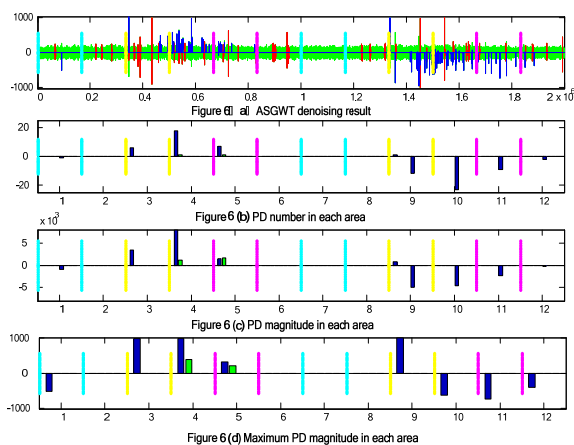 1000
0
-1000
0 0.2 0.4 0.6 0.8 1 1.2 1.4 1.6 1.8 2 × 10
Figure 6 a ASGWT denoising result
20
0
-20
1 2 3 4 5 6 7 8 9 10 11 12
Figure 6 (b) PD number in each area
x 10³
5
0
-5
1 2 3 4 5 6 7 8 9 10 11 12
Figure 6 (c) PD magnitude in each area
1000
0
-1000
1 2 3 4 5 6 7 8 9 10 11 12
Figure 6 (d) Maximum PD magnitude in each area